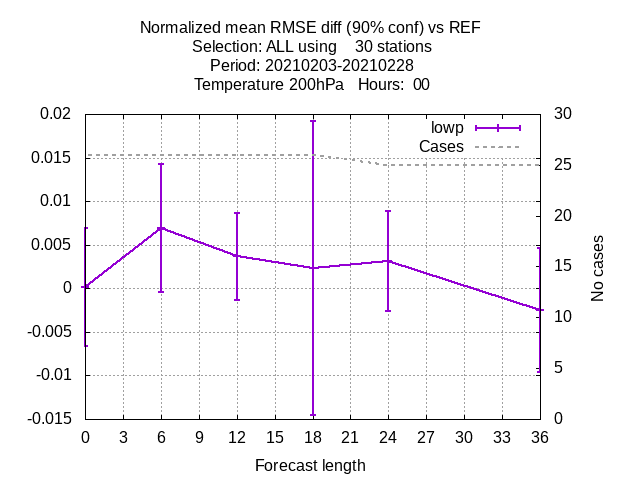 Normalized mean RMSE diff (90% conf) vs REF
Selection: ALL using    30 stations
Period: 20210203-20210228
Temperature 200hPa   Hours:  00
0.02
0.015
0.01
0.005
0
-0.005
-0.01
-0.015
lowp
Cases
30
25
20
15
10
5
0
No cases
0 3 6 9 12 15 18 21 24 27 30 33 36
Forecast length